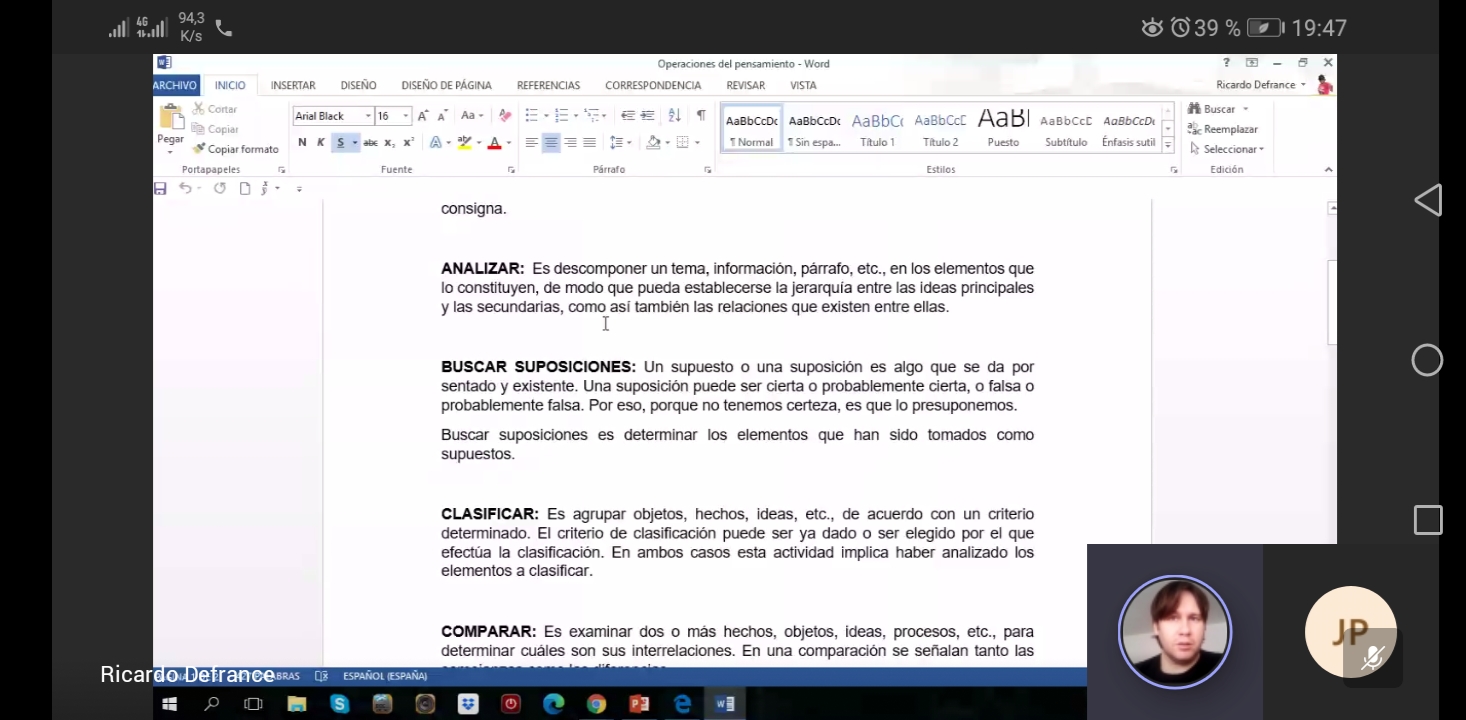 4G
94,3
K/s
39 %
19:47
Operaciones del pensamiento - Word
ARCHIVO INICIO INSERTAR DISEÑO DISEÑO DE PÁGINA REFERENCIAS CORRESPONDENCIA REVISAR VISTA
Ricardo Defrance
Cortar
Copiar
Copiar formato
Pegar
Portapapeles
Arial Black 16
Aa
N K S abc x₂ x²
A A
Fuente
Párrafo
AaBbCcDc AaBbCcDc AaBbC AaBbCcC AaB AaBbCcC AaBbCcDc
¶ Normal ¶ Sin espa... Título 1 Título 2 Puesto Subtítulo Énfasis sutil
Estilos
Buscar
Reemplazar
Seleccionar
Edición
consigna.
ANALIZAR: Es descomponer un tema, información, párrafo, etc., en los elementos que
lo constituyen, de modo que pueda establecerse la jerarquía entre las ideas principales
y las secundarias, como así también las relaciones que existen entre ellas.
BUSCAR SUPOSICIONES: Un supuesto o una suposición es algo que se da por
sentado y existente. Una suposición puede ser cierta o probablemente cierta, o falsa o
probablemente falsa. Por eso, porque no tenemos certeza, es que lo presuponemos.
Buscar suposiciones es determinar los elementos que han sido tomados como
supuestos.
CLASIFICAR: Es agrupar objetos, hechos, ideas, etc., de acuerdo con un criterio
determinado. El criterio de clasificación puede ser ya dado o ser elegido por el que
efectúa la clasificación. En ambos casos esta actividad implica haber analizado los
elementos a clasificar.
COMPARAR: Es examinar dos o más hechos, objetos, ideas, procesos, etc., para
determinar cuáles son sus interrelaciones. En una comparación se señalan tanto las
Ricardo Defrance
ESPAÑOL (ESPAÑA)
JP